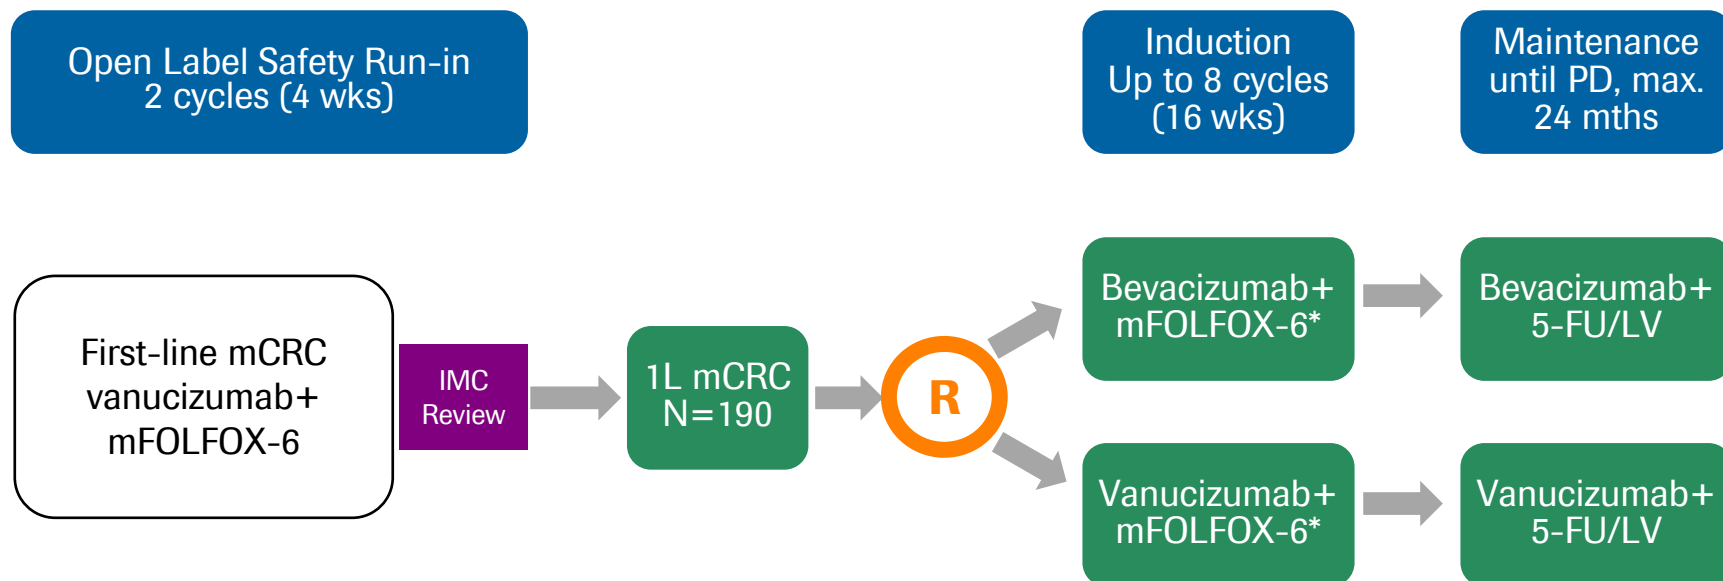 Open Label Safety Run-in
2 cycles (4 wks)
Induction
Up to 8 cycles
(16 wks)
Maintenance
until PD, max.
24 mths
First-line mCRC
vanucizumab+
mFOLFOX-6
IMC
Review
1L mCRC
N=190
R
Bevacizumab+
mFOLFOX-6*
Bevacizumab+
5-FU/LV
Vanucizumab+
mFOLFOX-6*
Vanucizumab+
5-FU/LV